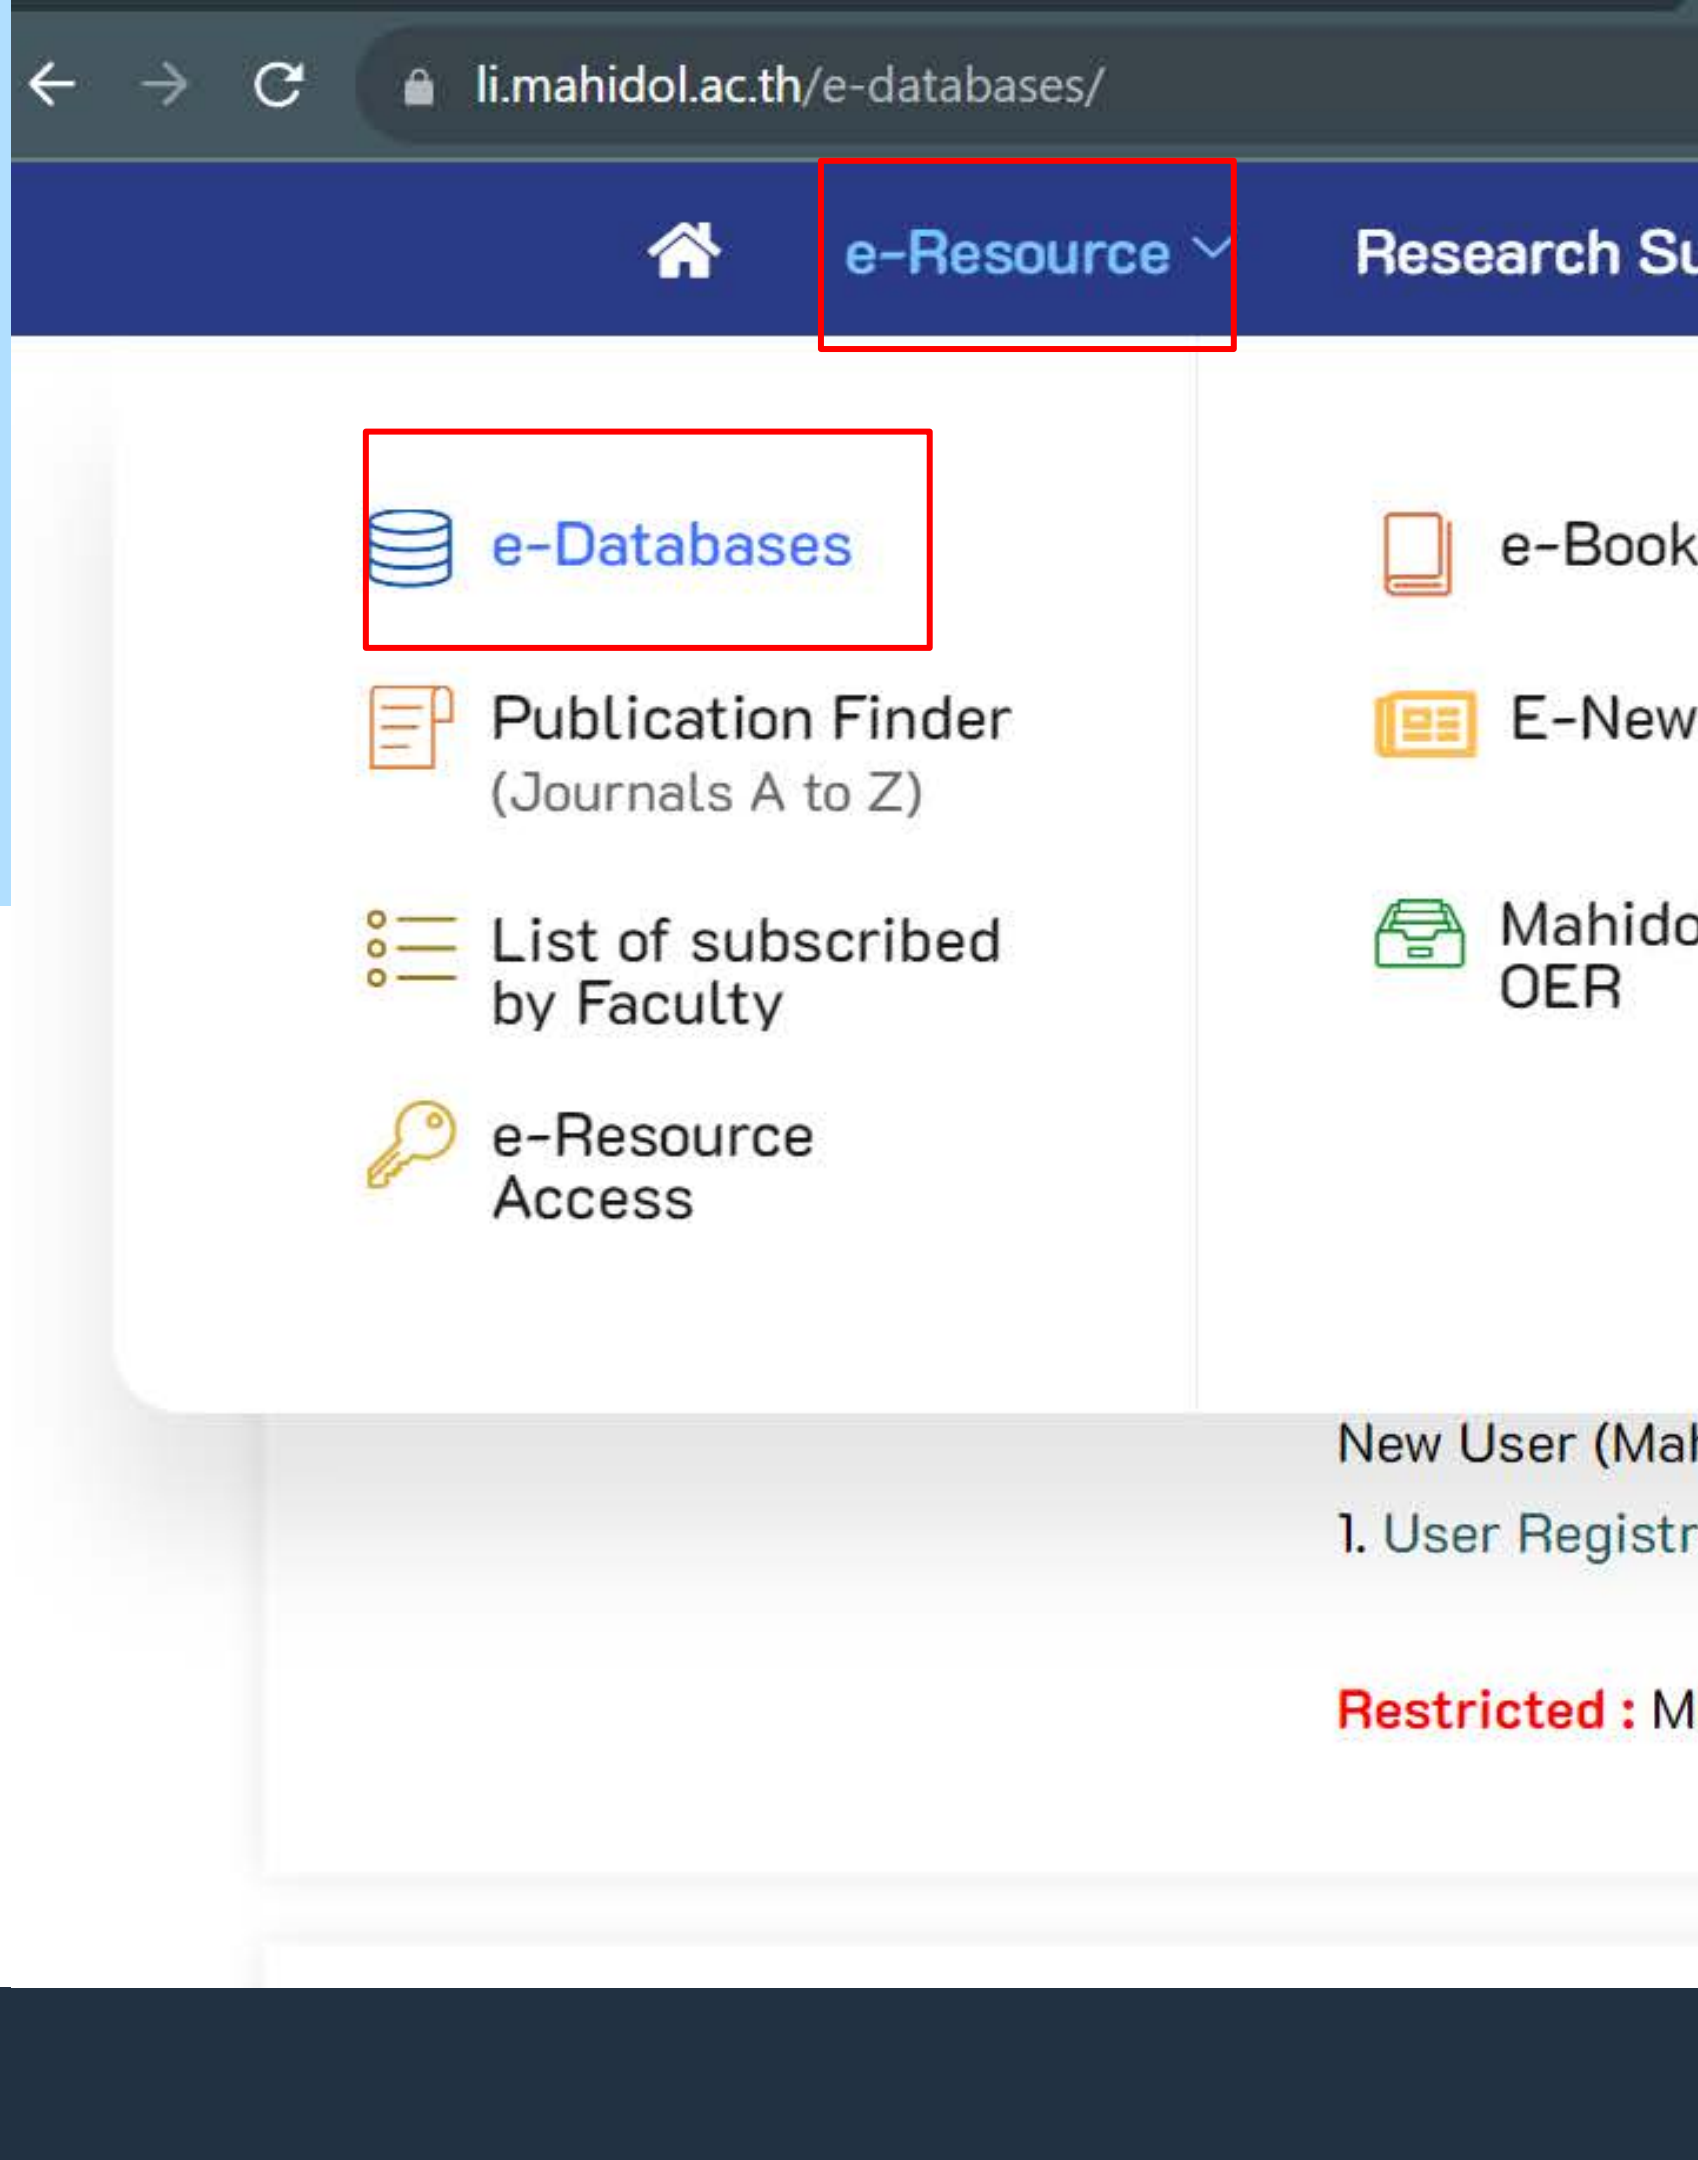 li.mahidol.ac.th/e-databases/
e-Resource
Research Su
e-Databases
Publication Finder
(Journals A to Z)
List of subscribed
by Faculty
e-Resource
Access
e-Book
E-New
Mahido
OER
New User (Mah
1. User Registr
Restricted : M